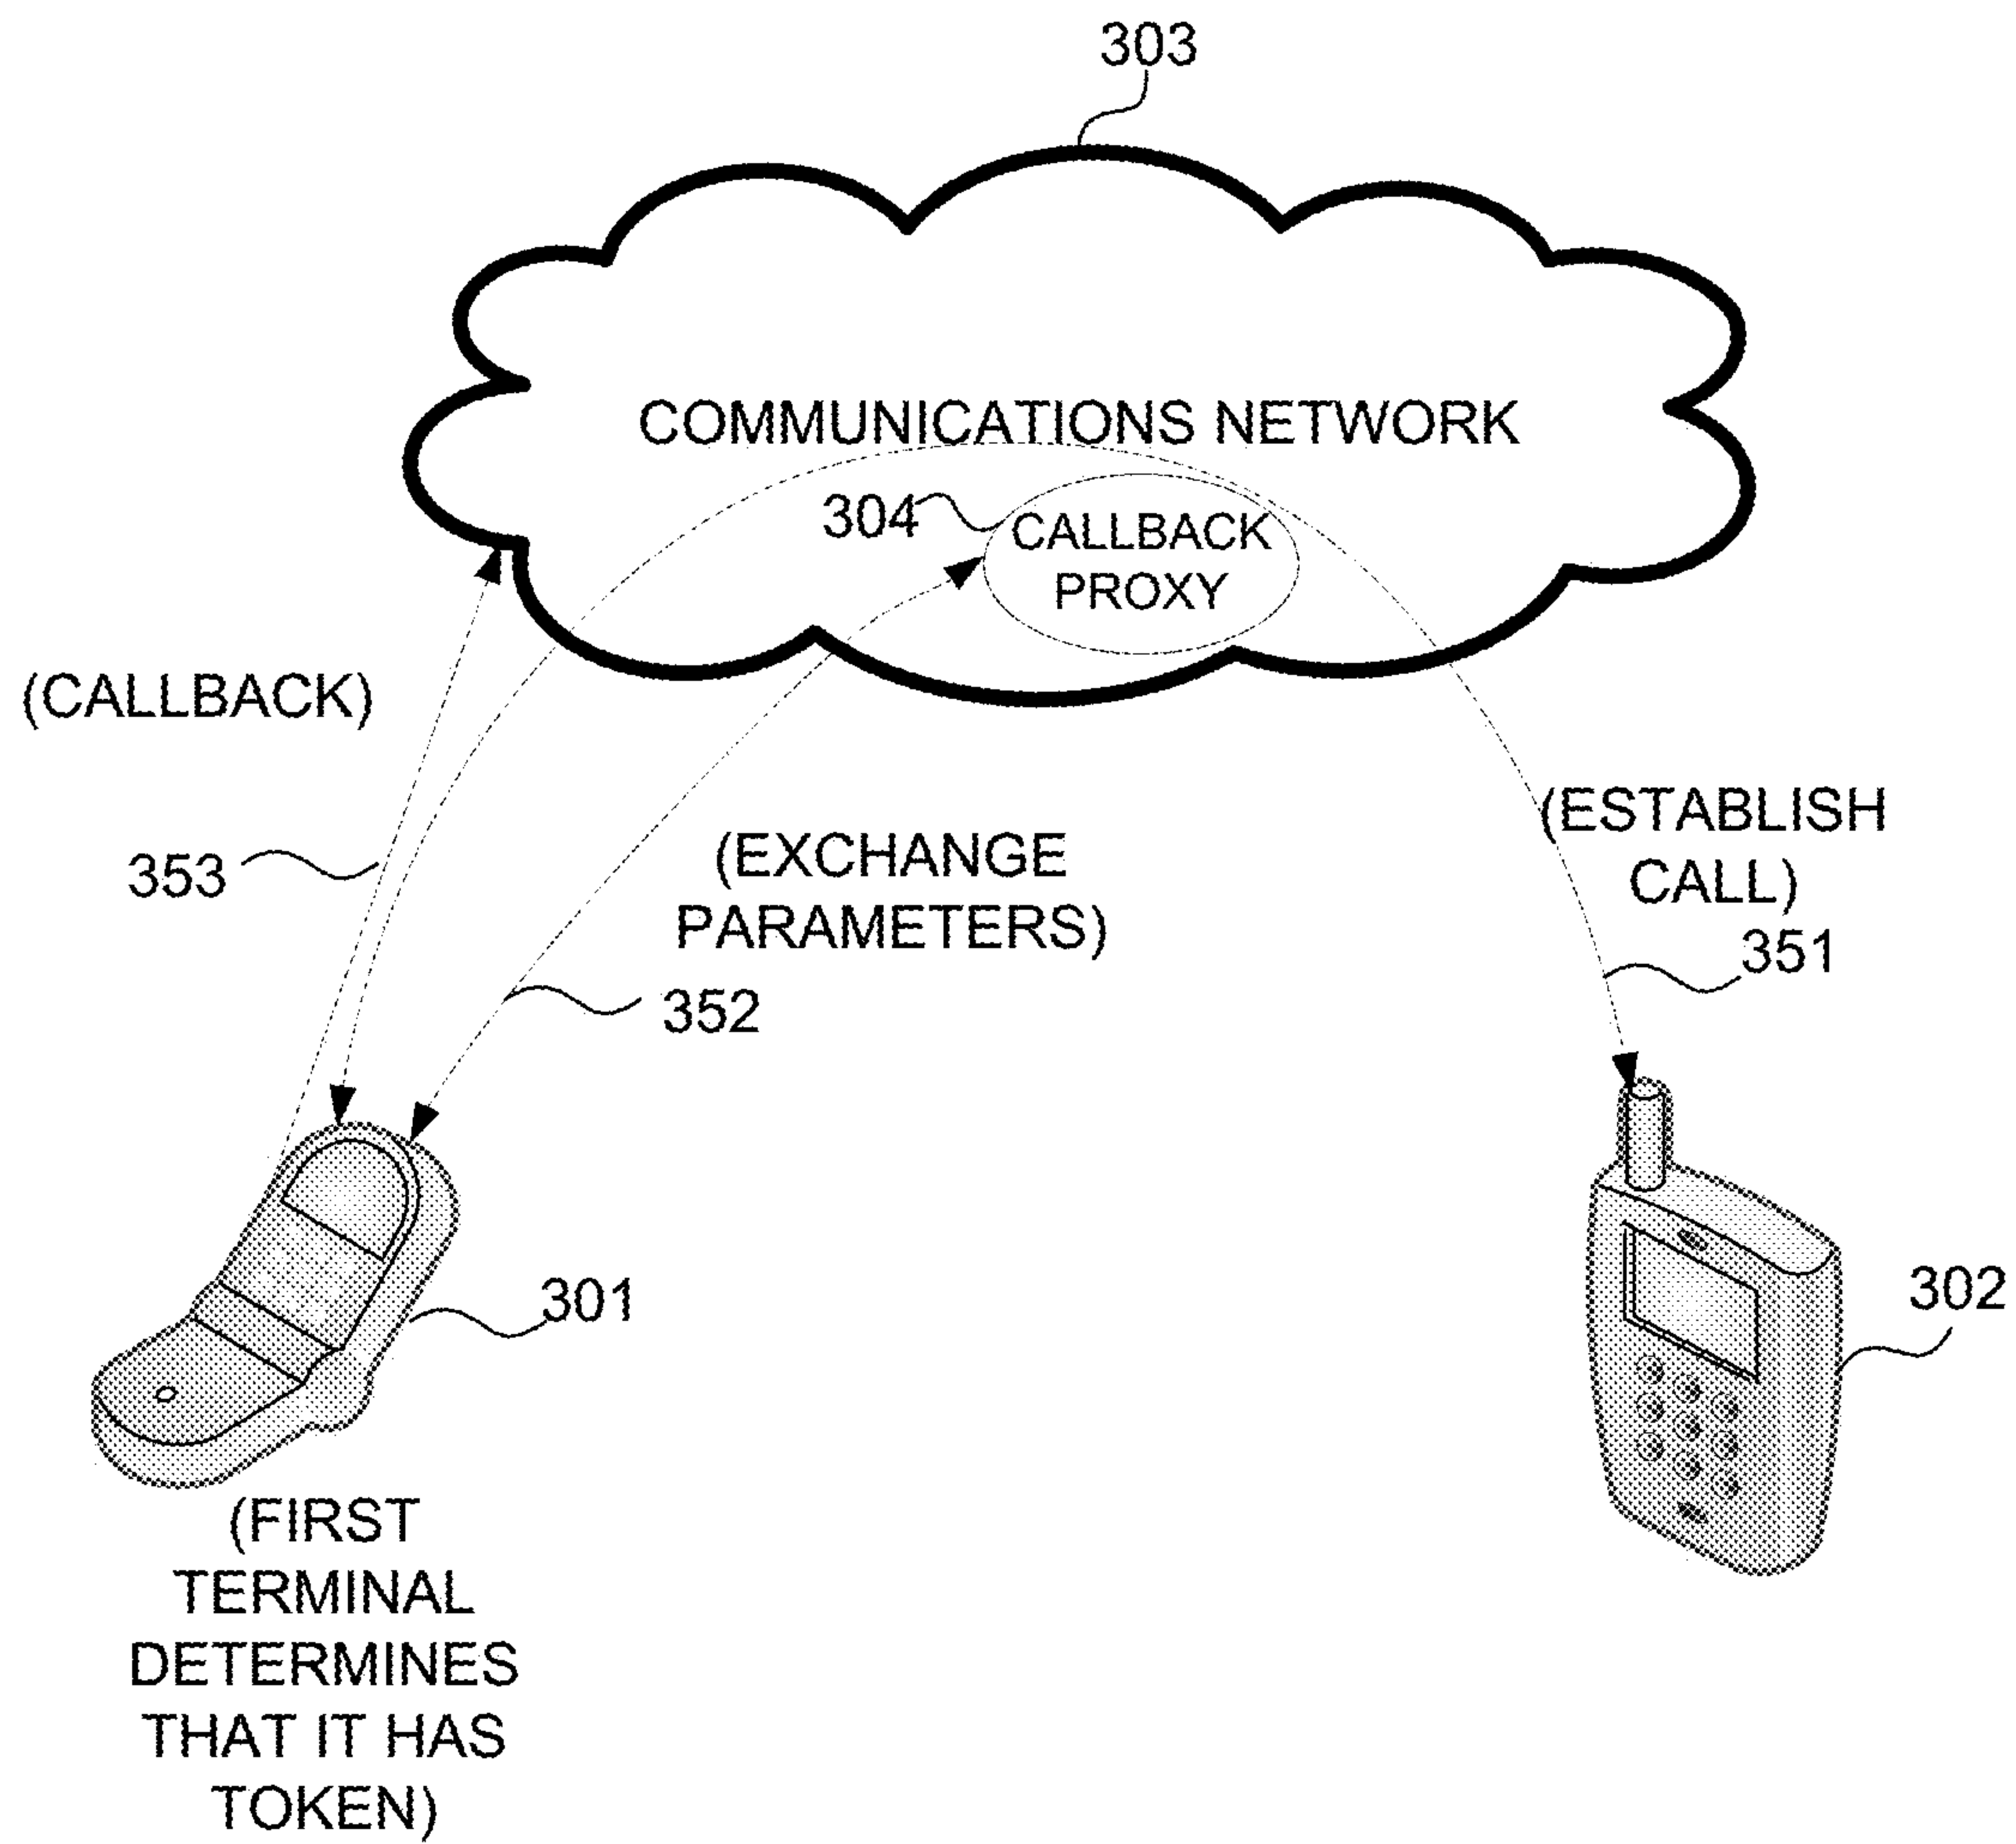 303
COMMUNICATIONS NETWORK
304
CALLBACK
PROXY
(CALLBACK)
353
(EXCHANGE
PARAMETERS)
352
(ESTABLISH
CALL)
351
301
302
(FIRST
TERMINAL
DETERMINES
THAT IT HAS
TOKEN)